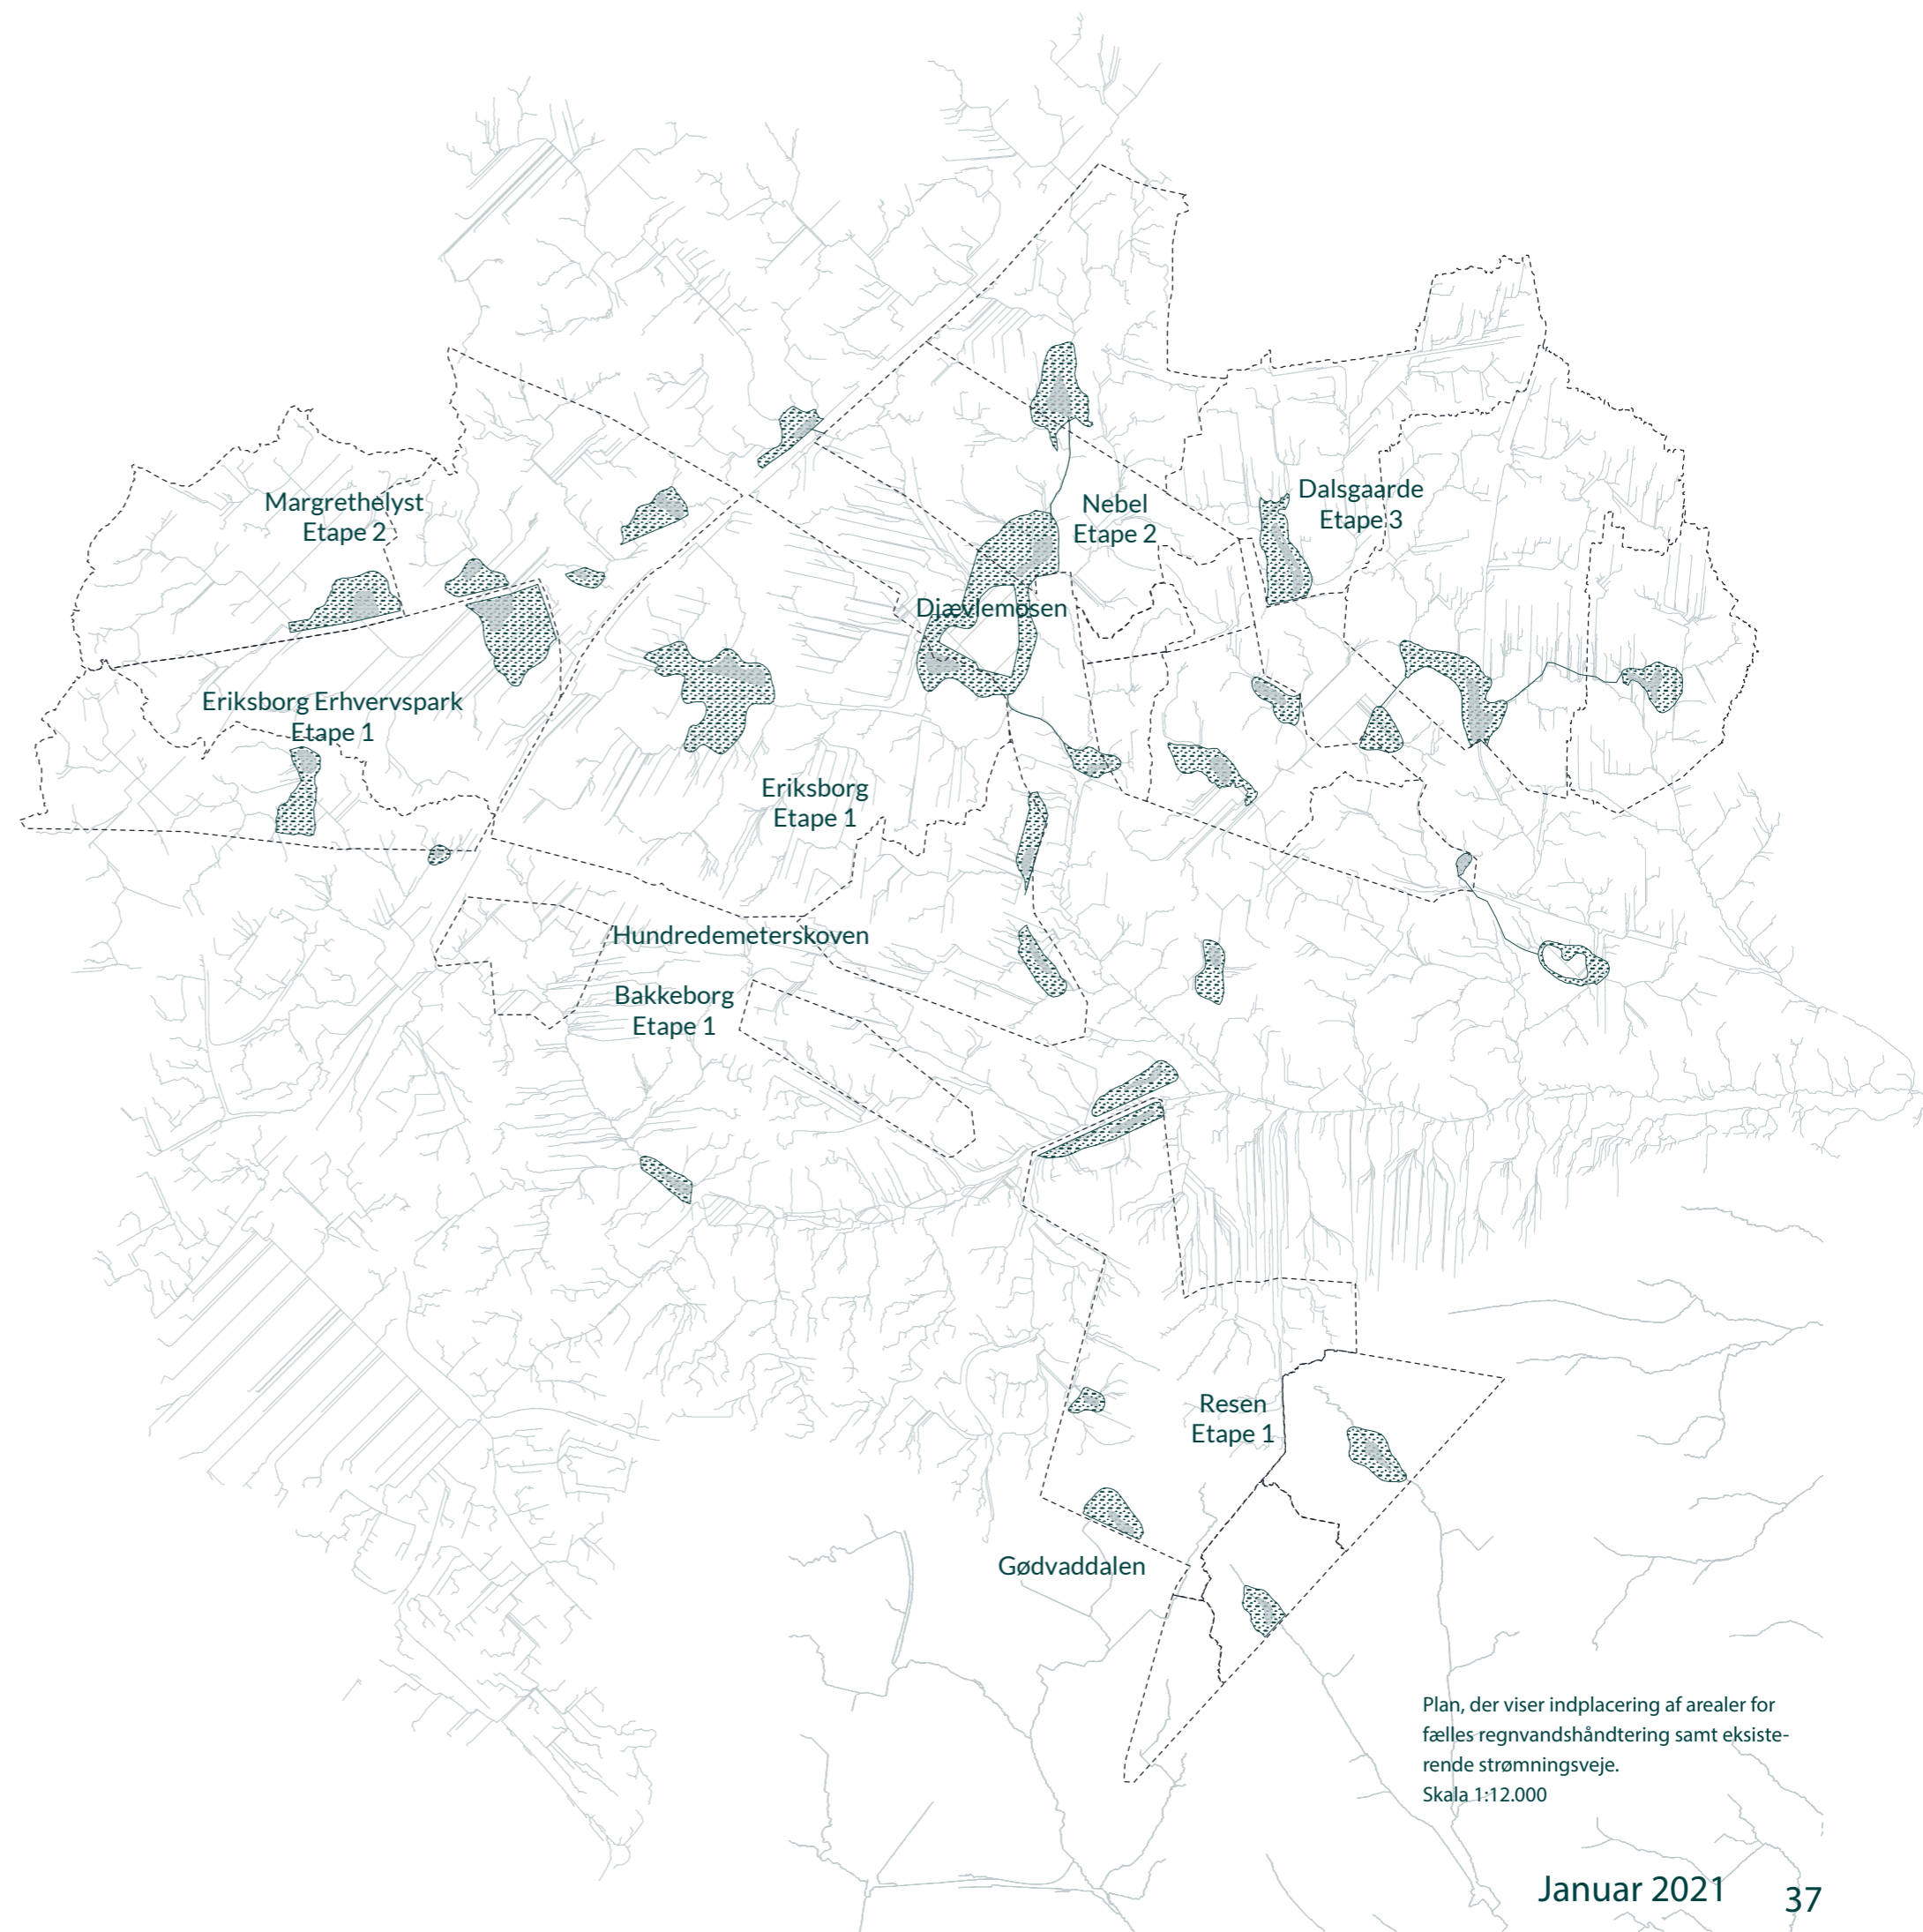 Margrethelyst
Etape 2
Nebel
Etape 2
Dalsgaarde
Etape 3
Djævlemosen
Eriksborg Erhvervspark
Etape 1
Eriksborg
Etape 1
Hundredemeterskoven
Bakkeborg
Etape 1
Resen
Etape 1
Gødvaddalen
Plan, der viser indplacering af arealer for
fælles regnvandshåndtering samt eksiste-
rende strømningsveje.
Skala 1:12.000
Januar 2021
37